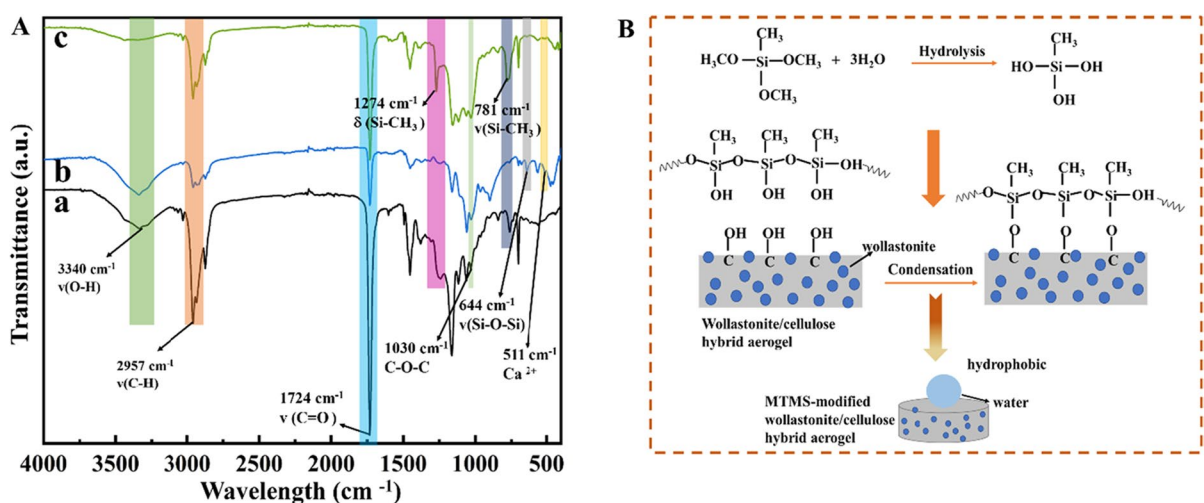 A
c
b
a
Transmittance (a.u.)
1274 cm⁻¹
δ (Si-CH₃)
781 cm⁻¹
ν(Si-CH₃)
3340 cm⁻¹
ν(O-H)
2957 cm⁻¹
ν(C-H)
1724 cm⁻¹
ν (C=O)
1030 cm⁻¹
C-O-C
644 cm⁻¹
ν(Si-O-Si)
511 cm⁻¹
Ca ²⁺
4000 3500 3000 2500 2000 1500 1000 500
Wavelength (cm ⁻¹)
B
CH₃
H₃CO—Si—OCH₃ + 3H₂O
OCH₃
Hydrolysis
CH₃
HO—Si—OH
OH
CH₃ CH₃ CH₃
O Si O Si O Si OH
OH OH OH
OH OH OH
C C C
wollastonite
Condensation
Wollastonite/cellulose
hybrid aerogel
CH₃ CH₃ CH₃
O Si O Si O Si OH
O O O
C C C
hydrophobic
water
MTMS-modified
wollastonite/cellulose
hybrid aerogel